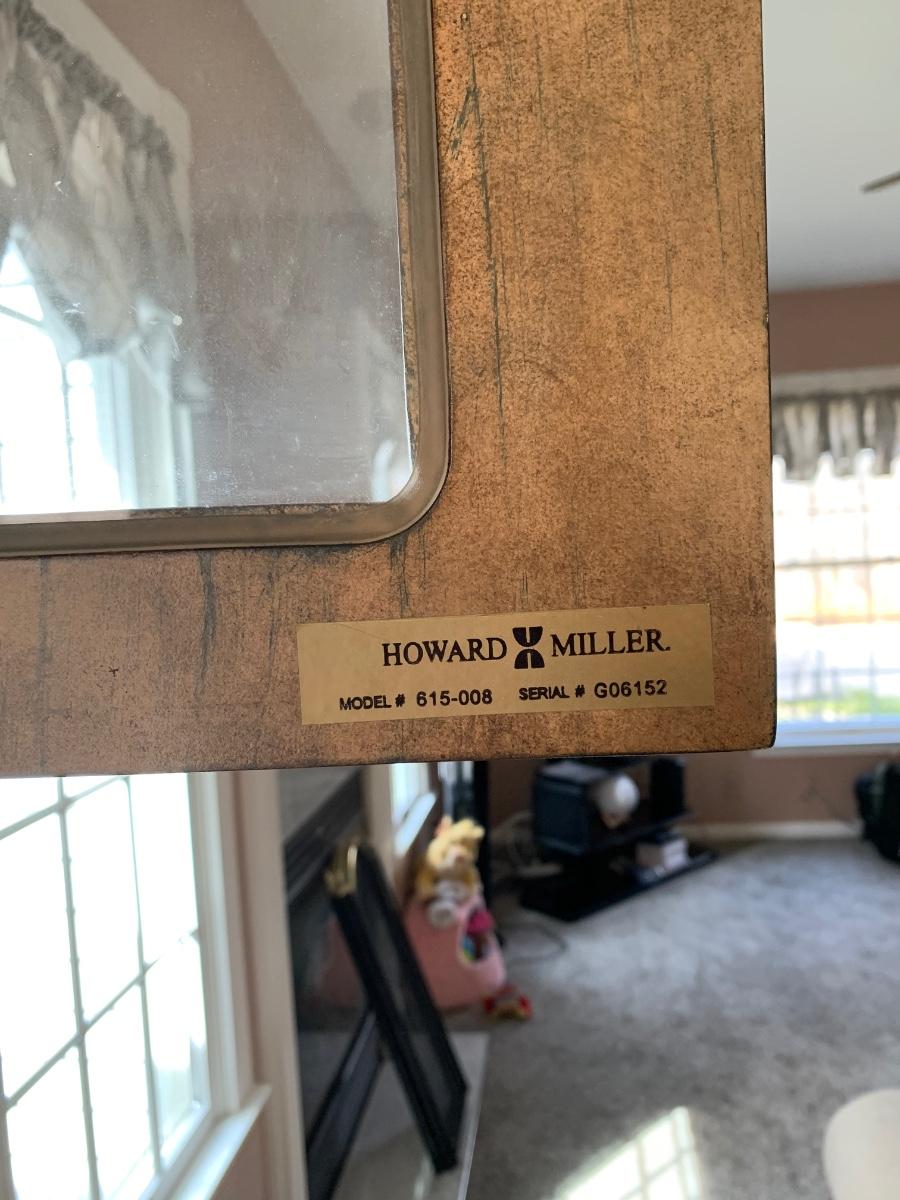 HOWARD MILLER.
MODEL # 615-008 SERIAL # G06152